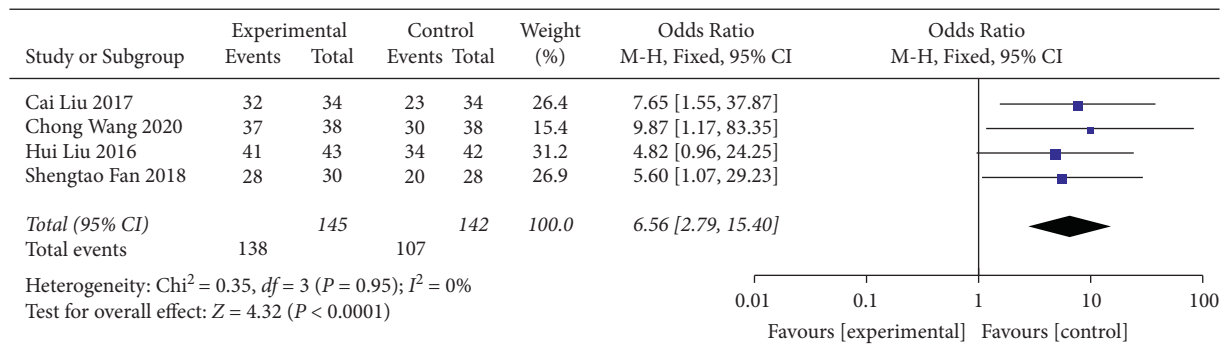 Experimental Control Weight Odds Ratio Odds Ratio
Study or Subgroup Events Total Events Total (%) M-H, Fixed, 95% CI M-H, Fixed, 95% CI
Cai Liu 2017 32 34 23 34 26.4 7.65 [1.55, 37.87]
Chong Wang 2020 37 38 30 38 15.4 9.87 [1.17, 83.35]
Hui Liu 2016 41 43 34 42 31.2 4.82 [0.96, 24.25]
Shengtao Fan 2018 28 30 20 28 26.9 5.60 [1.07, 29.23]
Total (95% CI) 145 142 100.0 6.56 [2.79, 15.40]
Total events 138 107
Heterogeneity: Chi² = 0.35, df = 3 (P = 0.95); I² = 0%
Test for overall effect: Z = 4.32 (P < 0.0001)
0.01 0.1 1 10 100
Favours [experimental] Favours [control]